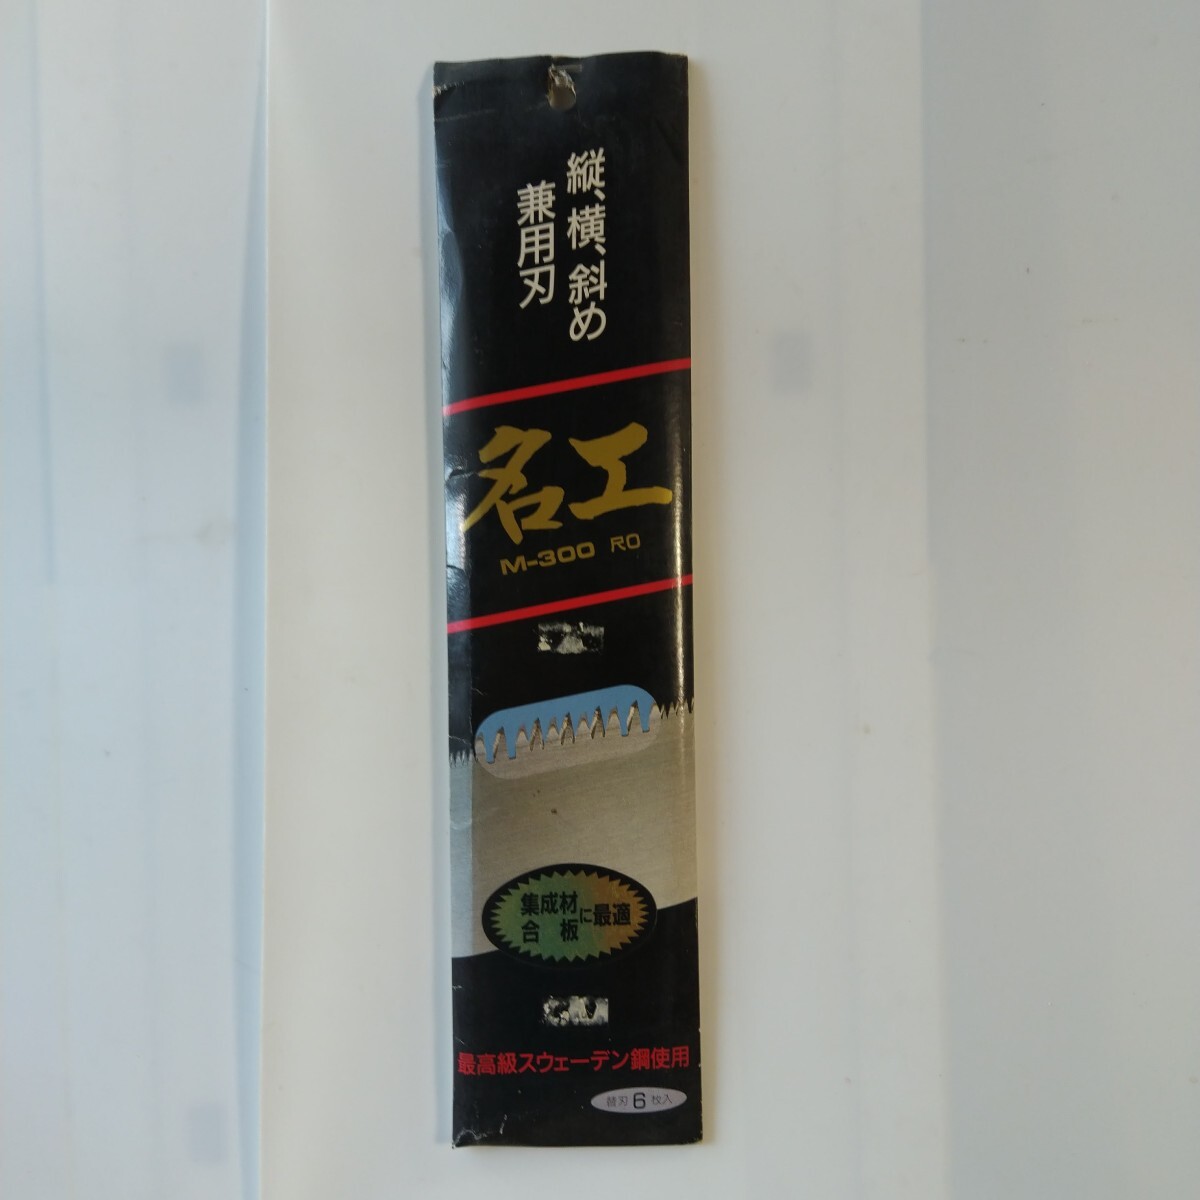 縦、横、斜め
兼用刃
名工
M-300 RO
集成材
合板
に最適
最高級スウェーデン鋼使用
替刃 6 枚入